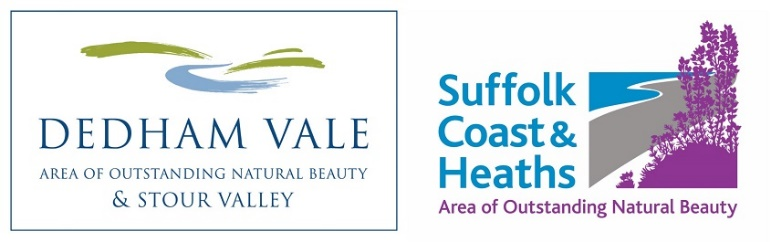 DEDHAM VALE
AREA OF OUTSTANDING NATURAL BEAUTY
& STOUR VALLEY
Suffolk
Coast &
Heaths
Area of Outstanding Natural Beauty